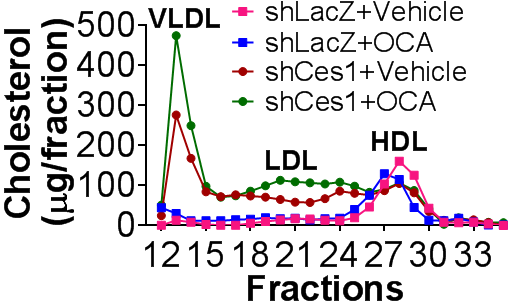 VLDL
shLacZ+Vehicle
shLacZ+OCA
shCes1+Vehicle
shCes1+OCA
LDL
HDL
Cholesterol
(μg/fraction)
500
400
300
200
100
0
12 15 18 21 24 27 30 33
Fractions